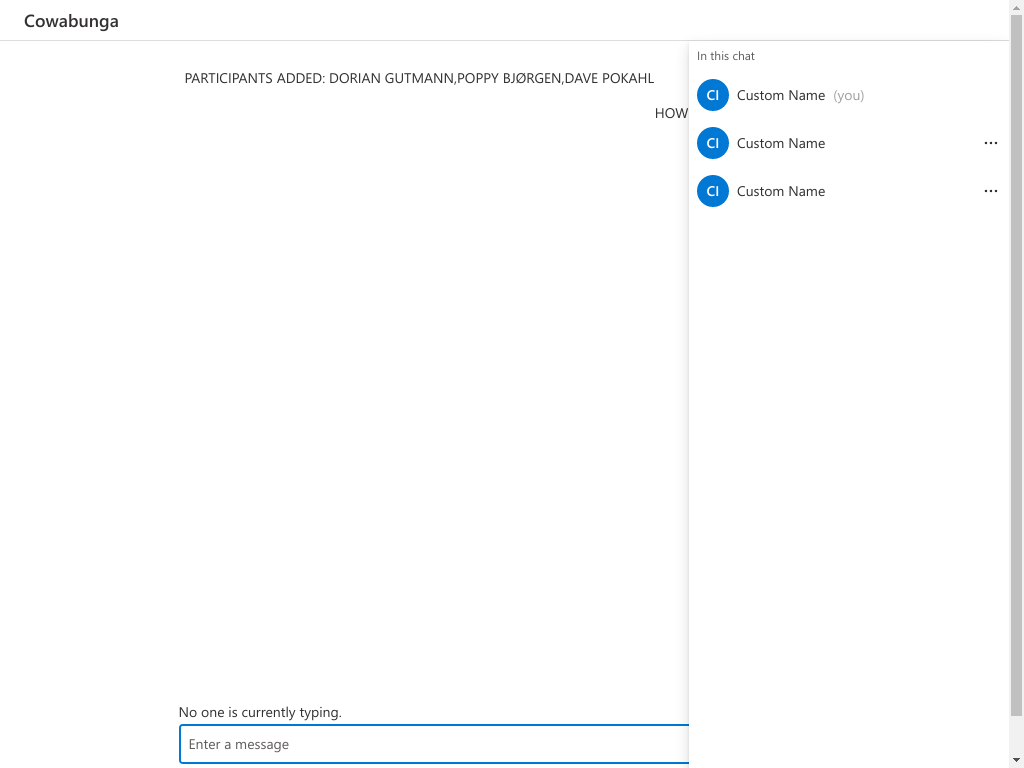 Cowabunga
PARTICIPANTS ADDED: DORIAN GUTMANN,POPPY BJØRGEN,DAVE POKAHL
HOW
In this chat
CI Custom Name (you)
CI Custom Name ...
CI Custom Name ...
No one is currently typing.
Enter a message